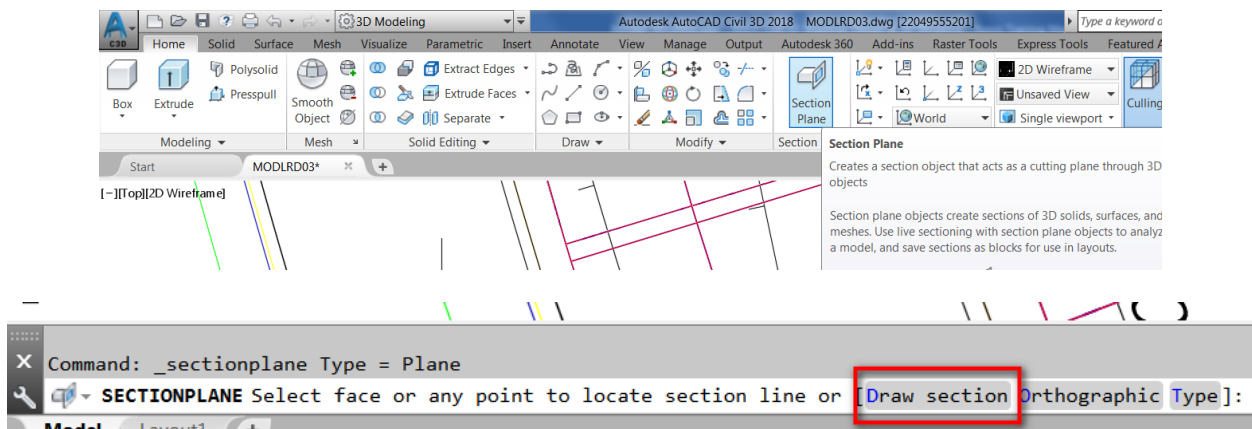 3D Modeling Autodesk AutoCAD Civil 3D 2018 MODLRD03.dwg [22049555201] Type a keyword
C3D Home Solid Surface Mesh Visualize Parametric Insert Annotate View Manage Output Autodesk 360 Add-ins Raster Tools Express Tools Featured
Polysolid Extract Edges 2D Wireframe
Presspull Extrude Faces Unsaved View
Box Extrude Smooth Object Separate Section Plane World Single viewport Culling
Modeling Mesh Solid Editing Draw Modify Section
Section Plane
Start MODLRD03* +
Creates a section object that acts as a cutting plane through 3D
objects
[−][Top][2D Wireframe]
Section plane objects create sections of 3D solids, surfaces, and
meshes. Use live sectioning with section plane objects to analyz
a model, and save sections as blocks for use in layouts.
Command: _sectionplane Type = Plane
SECTIONPLANE Select face or any point to locate section line or [Draw section Orthographic Type]:
Model Layout1 +